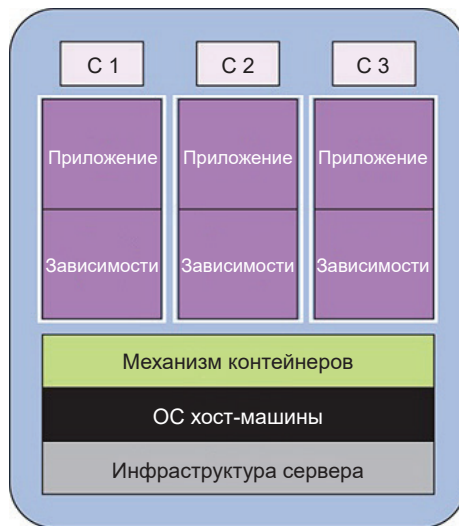 С 1 С 2 С 3
Приложение Приложение Приложение
Зависимости Зависимости Зависимости
Механизм контейнеров
ОС хост-машины
Инфраструктура сервера